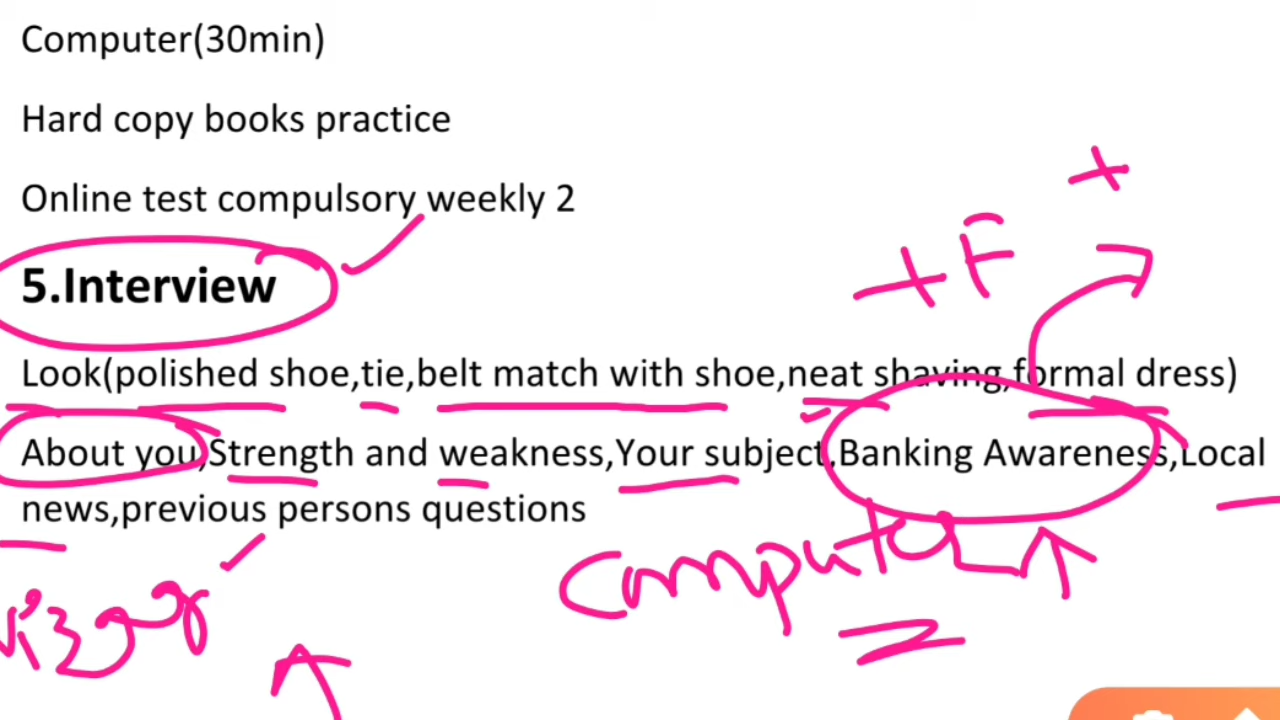 Computer(30min)
Hard copy books practice
Online test compulsory weekly 2
5.Interview
+F
+
Look(polished shoe,tie,belt match with shoe,neat shaving,formal dress)
About you,Strength and weakness,Your subject,Banking Awareness,Local
news,previous persons questions
Computer
vizag